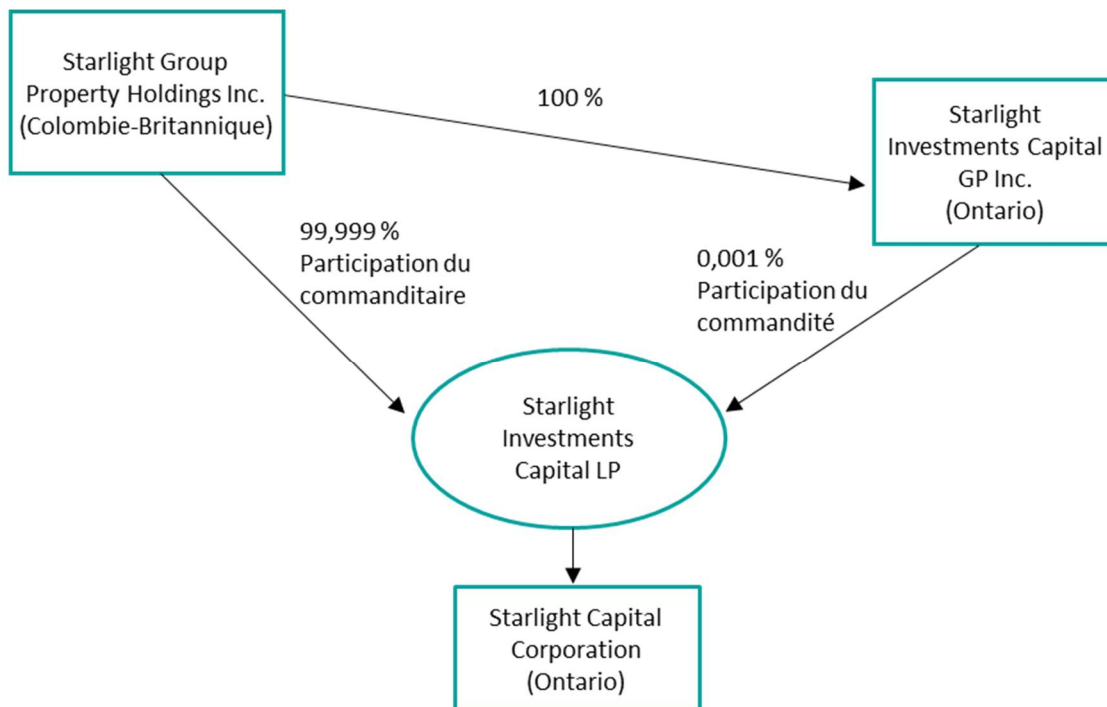 Starlight Group
Property Holdings Inc.
(Colombie-Britannique)
100 %
Starlight
Investments Capital
GP Inc.
(Ontario)
99,999 %
Participation du
commanditaire
0,001 %
Participation du
commandité
Starlight
Investments
Capital LP
Starlight Capital
Corporation
(Ontario)